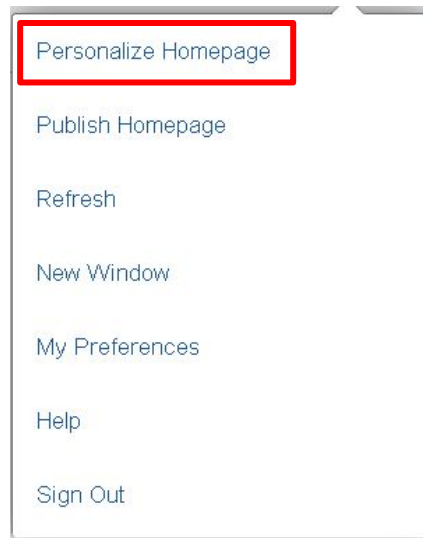 Personalize Homepage
Publish Homepage
Refresh
New Window
My Preferences
Help
Sign Out